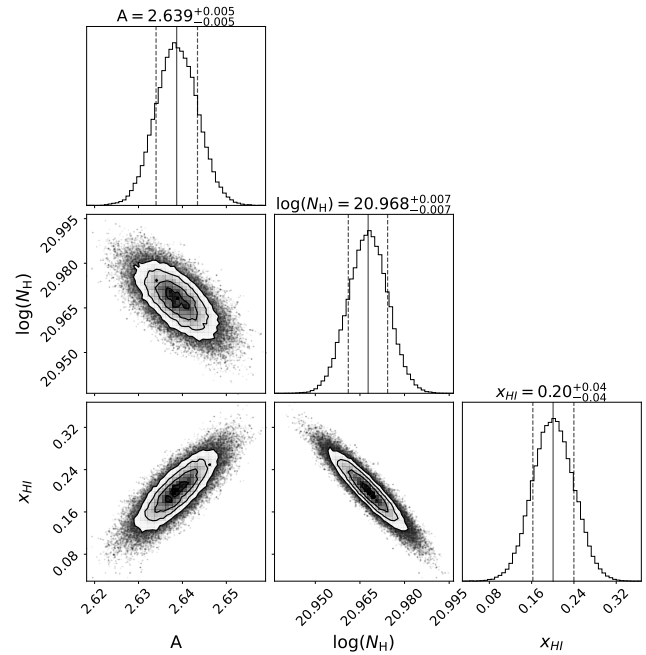 A = 2.639+0.005−0.005
log(NH) = 20.968+0.007−0.007
xHI = 0.20+0.04−0.04
20.995
20.980
20.965
20.950
log(NH)
0.32
0.24
0.16
0.08
xHI
2.62 2.63 2.64 2.65
20.950 20.965 20.980 20.995
0.08 0.16 0.24 0.32
A log(NH) xHI